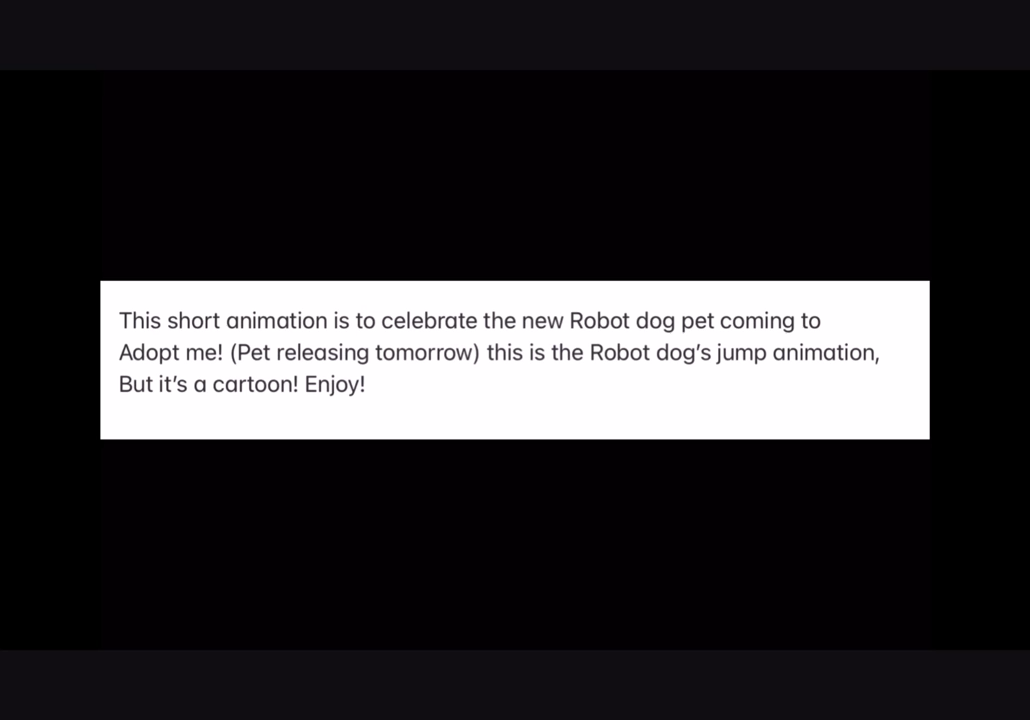 This short animation is to celebrate the new Robot dog pet coming to
Adopt me! (Pet releasing tomorrow) this is the Robot dog’s jump animation,
But it’s a cartoon! Enjoy!